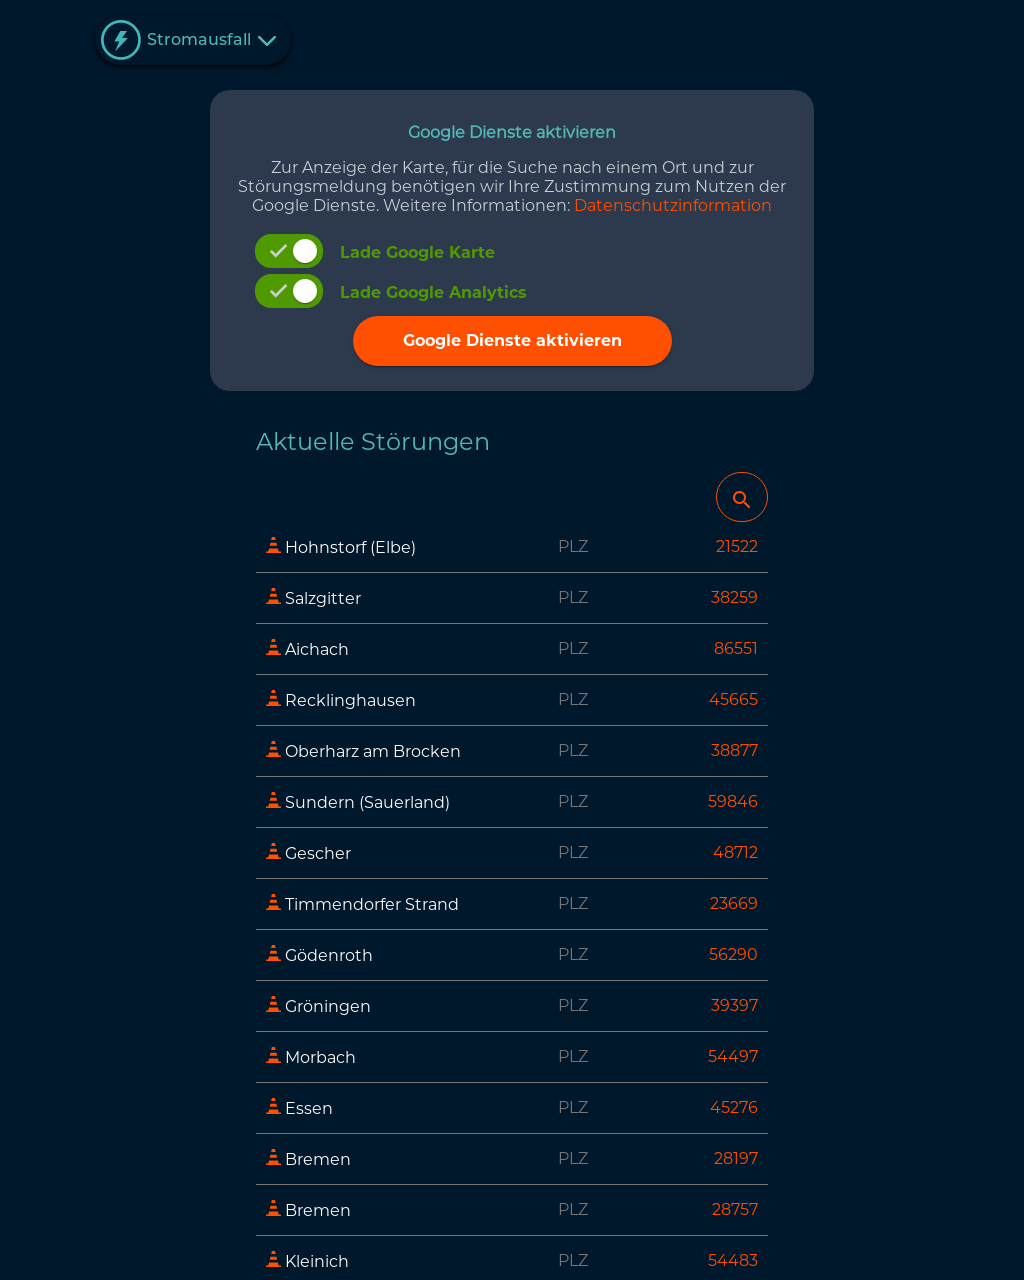 Stromausfall
Google Dienste aktivieren
Zur Anzeige der Karte, für die Suche nach einem Ort und zur
Störungsmeldung benötigen wir Ihre Zustimmung zum Nutzen der
Google Dienste. Weitere Informationen: Datenschutzinformation
Lade Google Karte
Lade Google Analytics
Google Dienste aktivieren
Aktuelle Störungen
Hohnstorf (Elbe) PLZ 21522
Salzgitter PLZ 38259
Aichach PLZ 86551
Recklinghausen PLZ 45665
Oberharz am Brocken PLZ 38877
Sundern (Sauerland) PLZ 59846
Gescher PLZ 48712
Timmendorfer Strand PLZ 23669
Gödenroth PLZ 56290
Gröningen PLZ 39397
Morbach PLZ 54497
Essen PLZ 45276
Bremen PLZ 28197
Bremen PLZ 28757
Kleinich PLZ 54483